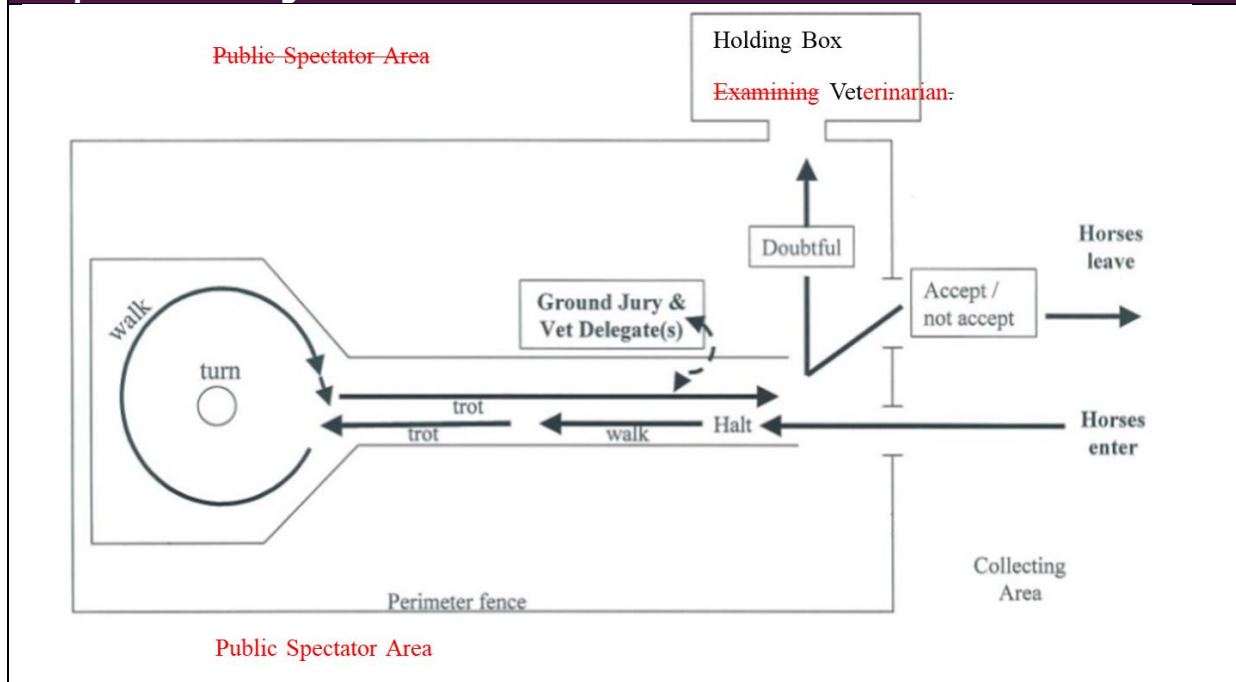 Public Spectator Area
Holding Box
Examining Veterinarian.
Doubtful
Horses
leave
Accept /
not accept
Ground Jury &
Vet Delegate(s)
walk
turn
trot
trot
walk
Halt
Horses
enter
Collecting
Area
Perimeter fence
Public Spectator Area